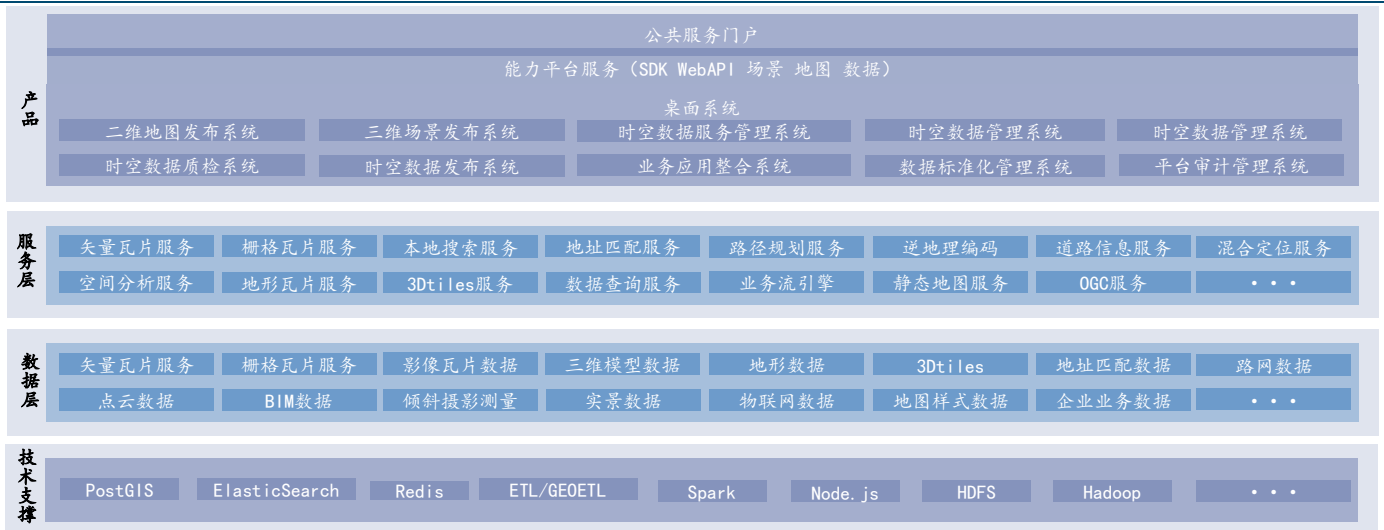 产品
公共服务门户
能力平台服务（SDK WebAPI 场景 地图 数据）
桌面系统
二维地图发布系统 三维场景发布系统 时空数据服务管理系统 时空数据管理系统 时空数据管理系统
时空数据质检系统 时空数据发布系统 业务应用整合系统 数据标准化管理系统 平台审计管理系统
服务层
矢量瓦片服务 栅格瓦片服务 本地搜索服务 地址匹配服务 路径规划服务 逆地理编码 道路信息服务 混合定位服务
空间分析服务 地形瓦片服务 3Dtiles服务 数据查询服务 业务流引擎 静态地图服务 OGC服务 ···
数据层
矢量瓦片服务 栅格瓦片服务 影像瓦片数据 三维模型数据 地形数据 3Dtiles 地址匹配数据 路网数据
点云数据 BIM数据 倾斜摄影测量 实景数据 物联网数据 地图样式数据 企业业务数据 ···
技术支撑
PostGIS ElasticSearch Redis ETL/GEOETL Spark Node.js HDFS Hadoop ···